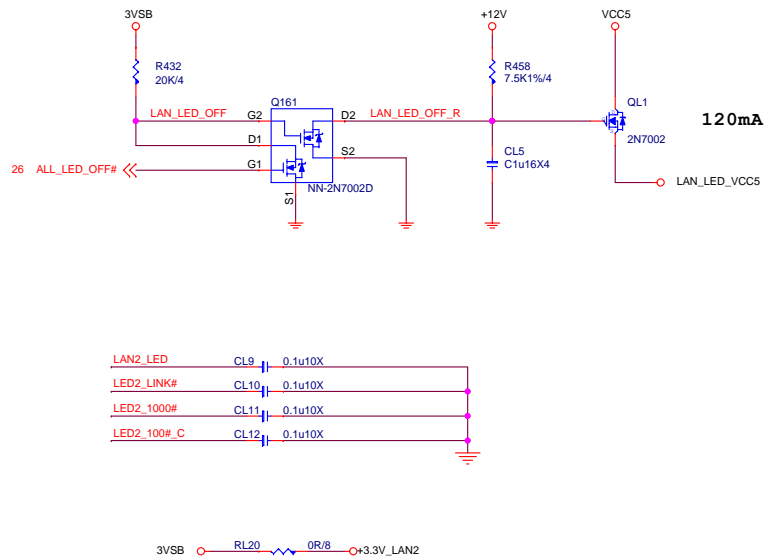 3VSB
+12V
VCC5
R432
20K/4
R458
7.5K1%/4
Q161
QL1
LAN_LED_OFF
G2
D2
LAN_LED_OFF_R
120mA
D1
2N7002
S2
CL5
C1u16X4
26 ALL_LED_OFF#
G1
LAN_LED_VCC5
NN-2N7002D
S1
LAN2_LED
CL9
0.1u10X
LED2_LINK#
CL10
0.1u10X
LED2_1000#
CL11
0.1u10X
LED2_100#_C
CL12
0.1u10X
3VSB
RL20
0R/8
+3.3V_LAN2